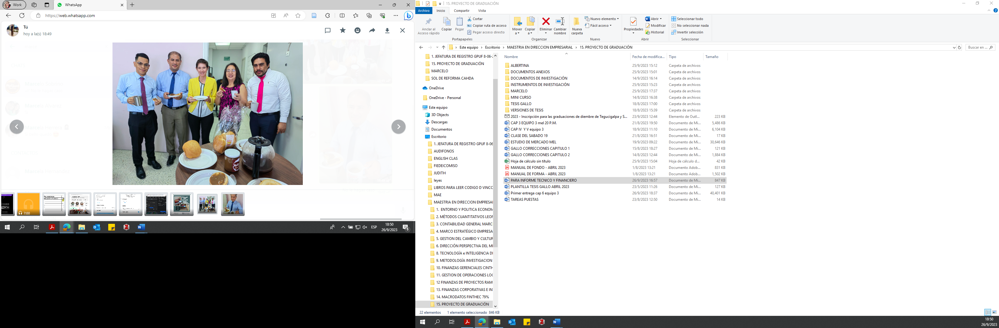 Work
WhatsApp
https://web.whatsapp.com
Tú
hoy a la(s) 18:49
7:00
ESP
18:50
26/9/2023
8
15. PROYECTO DE GRADUACIÓN
Archivo
Inicio
Compartir
Vista
Anclar al
Acceso rápido
Copiar
Pegar
Cortar
Copiar ruta de acceso
Pegar acceso directo
Portapapeles
Mover
a
Copiar
a
Eliminar
Cambiar
nombre
Organizar
Nueva
carpeta
Nuevo elemento
Fácil acceso
Nuevo
Propiedades
Abrir
Modificar
Historial
Abrir
Seleccionar todo
No seleccionar nada
Invertir selección
Seleccionar
Este equipo > Escritorio > MAESTRIA EN DIRECCION EMPRESARIAL > 15. PROYECTO DE GRADUACIÓN
Buscar en ...
1. JEFATURA DE REGISTRO GPUF 8-06-2
15. PROYECTO DE GRADUACIÓN
MARCELO
SOL DE REFORMA CAHDA
OneDrive
OneDrive - Personal
Este equipo
3D Objects
Descargas
Documentos
Escritorio
1. JEFATURA DE REGISTRO GPUF 8-06
AUDIFONOS
ENGLISH CLAS
FIEDEICOMISO
JUDITH
leyes
LIBROS PARA LEER CODIGO D VINCC
MAE
MAESTRIA EN DIRECCION EMPRESAI
1. ENTORNO Y POLITICA ECONOM
2. MÉTODOS CUANTITATIVOS LEON
3. CONTABILIDAD GENERAL MARC
4. MARCO ESTRATÉGICO EMPRESA
5. GESTION DEL CAMBIO Y CULTUR
6. DIRECCIÓN PERSPECTIVA DEL ME
8. TECNOLOGÍA e INTELIGENCIA DE
9. METODOLOGÍA INVESTIGACION
10. FINANZAS GERENCIALES CINTH
11. GESTION DE OPERACIONES LOG
12 FINANZAS DE PROYECTOS RAM
13. FINANZAS CORPORATIVAS E IN
14. MACRODATOS FINTHEC 79%
15. PROYECTO DE GRADUACIÓN
Nombre Fecha de modifica... Tipo Tamaño
ALBERTINA 25/9/2023 15:12 Carpeta de archivos
DOCUMENTOS ANEXOS 25/9/2023 15:01 Carpeta de archivos
DOCUMENTOS DE INVESTIGACIÓN 14/9/2023 16:14 Carpeta de archivos
INSTRUMENTOS DE INVESTIGACIÓN 25/9/2023 15:23 Carpeta de archivos
MARCELO 25/9/2023 17:37 Carpeta de archivos
MINI CURSO 14/8/2023 16:38 Carpeta de archivos
TESIS GALLO 18/8/2023 17:00 Carpeta de archivos
VERSIONES DE TESIS 18/8/2023 15:39 Carpeta de archivos
2023 - Inscripción para las graduaciones de diembre de Tegucigalpa y S... 23/9/2023 12:44 Elemento de Outl... 223 KB
CAP 3 EQUIPO 3 mel 20 P.M. 21/8/2023 19:50 Documento de Mi... 5,486 KB
CAP IV Y V equipo 3 18/9/2023 11:10 Documento de Mi... 6,104 KB
CLASE DEL SABADO 19 21/8/2023 16:51 Documento de Mi... 17 KB
ESTUDIO DE MERCADO MEL 19/9/2023 09:22 Documento de Mi... 30,646 KB
GALLO CORRECCIONES CAPITULO 1 15/8/2023 18:27 Documento de Mi... 121 KB
GALLO CORRECCIONES CAPITULO 2 14/8/2023 12:44 Documento de Mi... 1,884 KB
Hoja de cálculo sin título 25/9/2023 15:04 Hoja de cálculo d... 42 KB
MANUAL DE FONDO - ABRIL 2023 1/8/2023 13:21 Documento Adob... 831 KB
MANUAL DE FORMA - ABRIL 2023 1/8/2023 13:21 Documento Adob... 1,502 KB
PARA INFORME TECNICO Y FINANCIERO 26/9/2023 16:57 Documento de Mi... 847 KB
PLANTILLA TESIS GALLO ABRIL 2023 23/5/2023 11:26 Documento de Mi... 127 KB
Primer entrega cap 6 equipo 3 26/9/2023 18:37 Documento de Mi... 40,401 KB
TAREAS PUESTAS 23/8/2023 12:50 Documento de Mi... 14 KB
22 elementos 1 elemento seleccionado 846 KB
18:50
26/9/2023